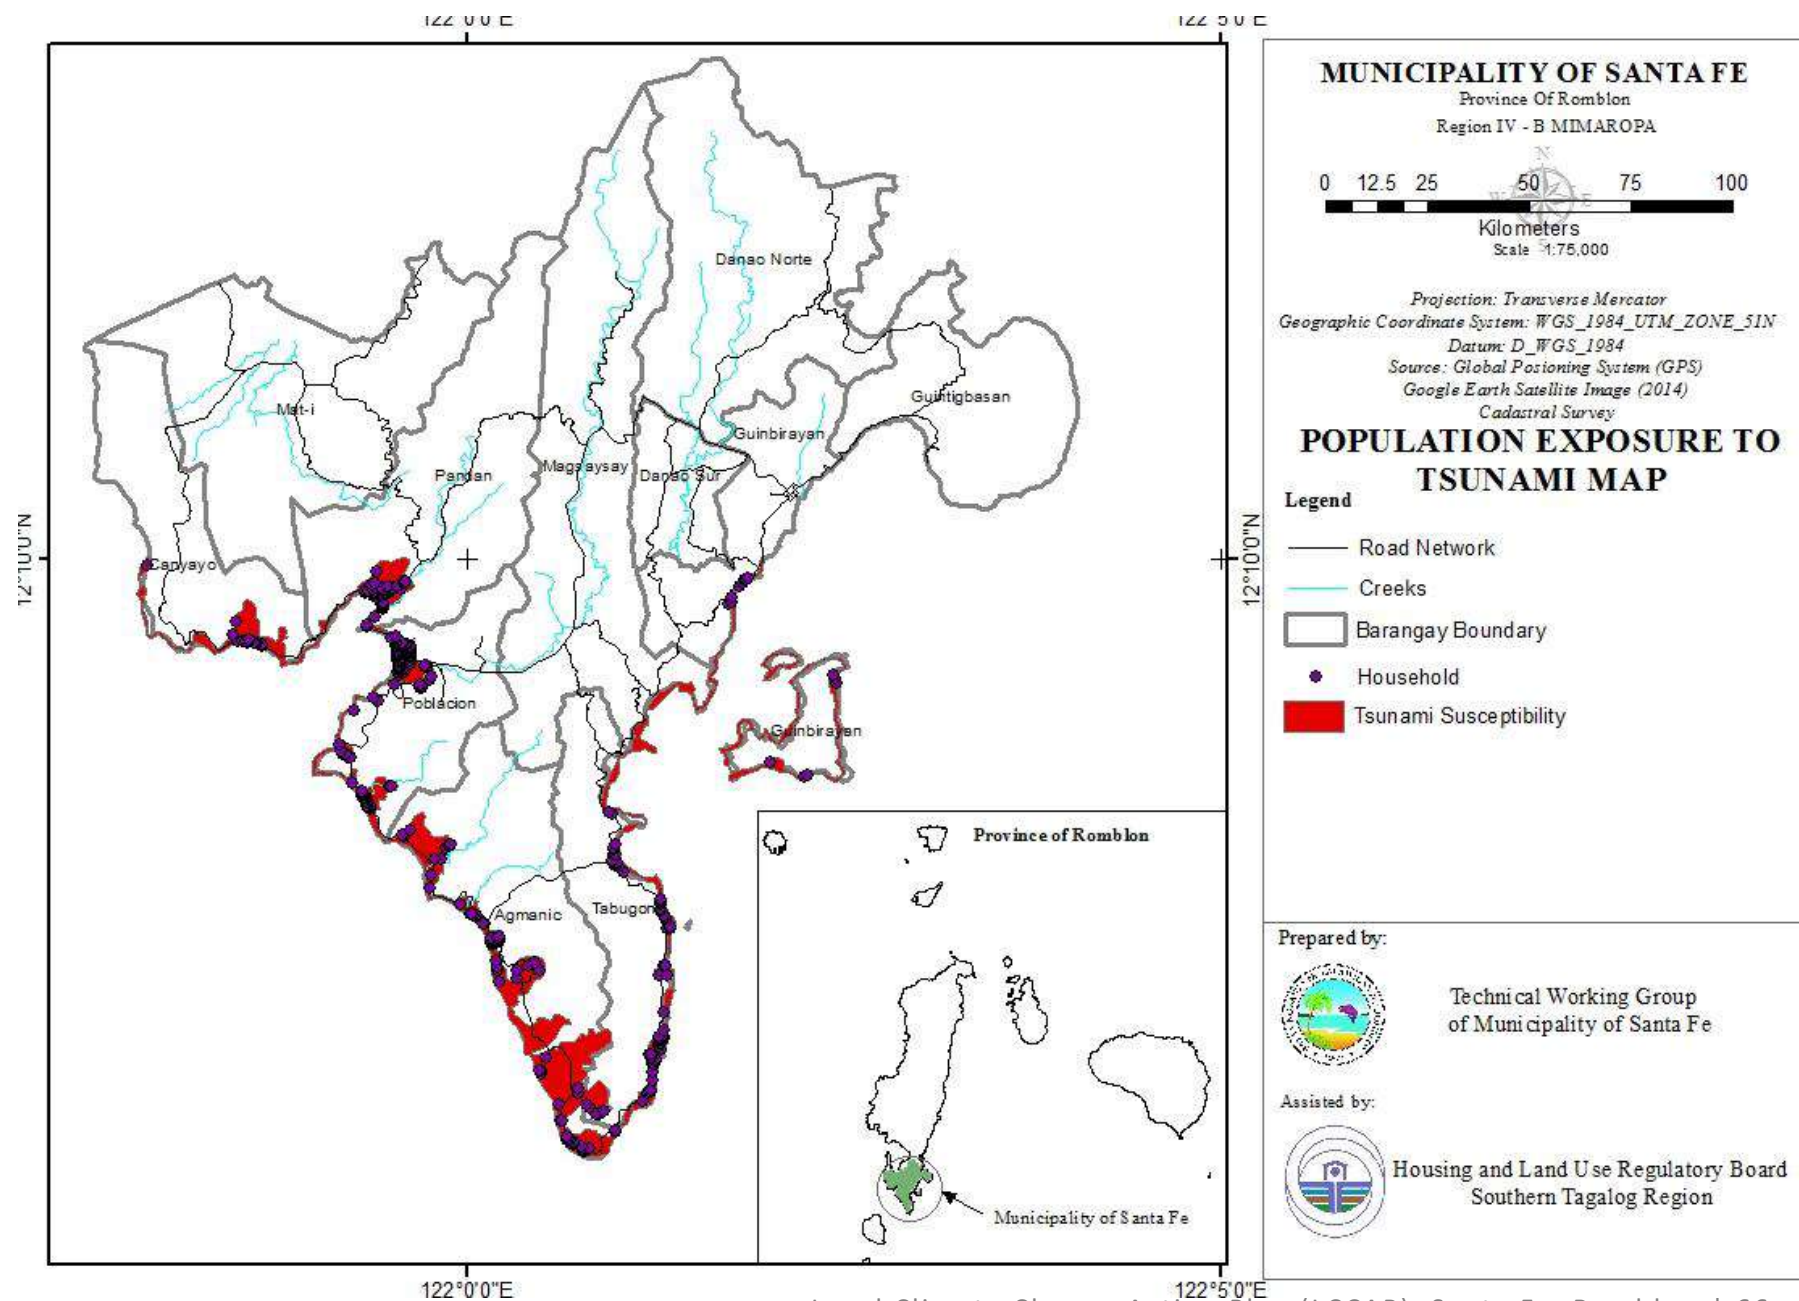 122°0'0"E
122°5'0"E
MUNICIPALITY OF SANTA FE
Province Of Romblon
Region IV - B MIMAROPA
N
0 12.5 25 50 75 100
W E
Kilometers
S
Scale 1:75,000
Projection: Transverse Mercator
Geographic Coordinate System: WGS_1984_UTM_ZONE_51N
Datum: D_WGS_1984
Source: Global Posioning System (GPS)
Google Earth Satellite Image (2014)
Cadastral Survey
POPULATION EXPOSURE TO
TSUNAMI MAP
Legend
Road Network
Creeks
Barangay Boundary
Household
Tsunami Susceptibility
Danao Norte
Guintigbasan
Mat-i
Guinbirayan
Pandan
Magsaysay
Danao Sur
12°10'0"N
12°10'0"N
Canyayo
Poblacion
Guinbirayan
Agmanic
Tabugon
Province of Romblon
Municipality of Santa Fe
Prepared by:
Technical Working Group
of Municipality of Santa Fe
Assisted by:
Housing and Land Use Regulatory Board
Southern Tagalog Region
122°0'0"E
122°5'0"E